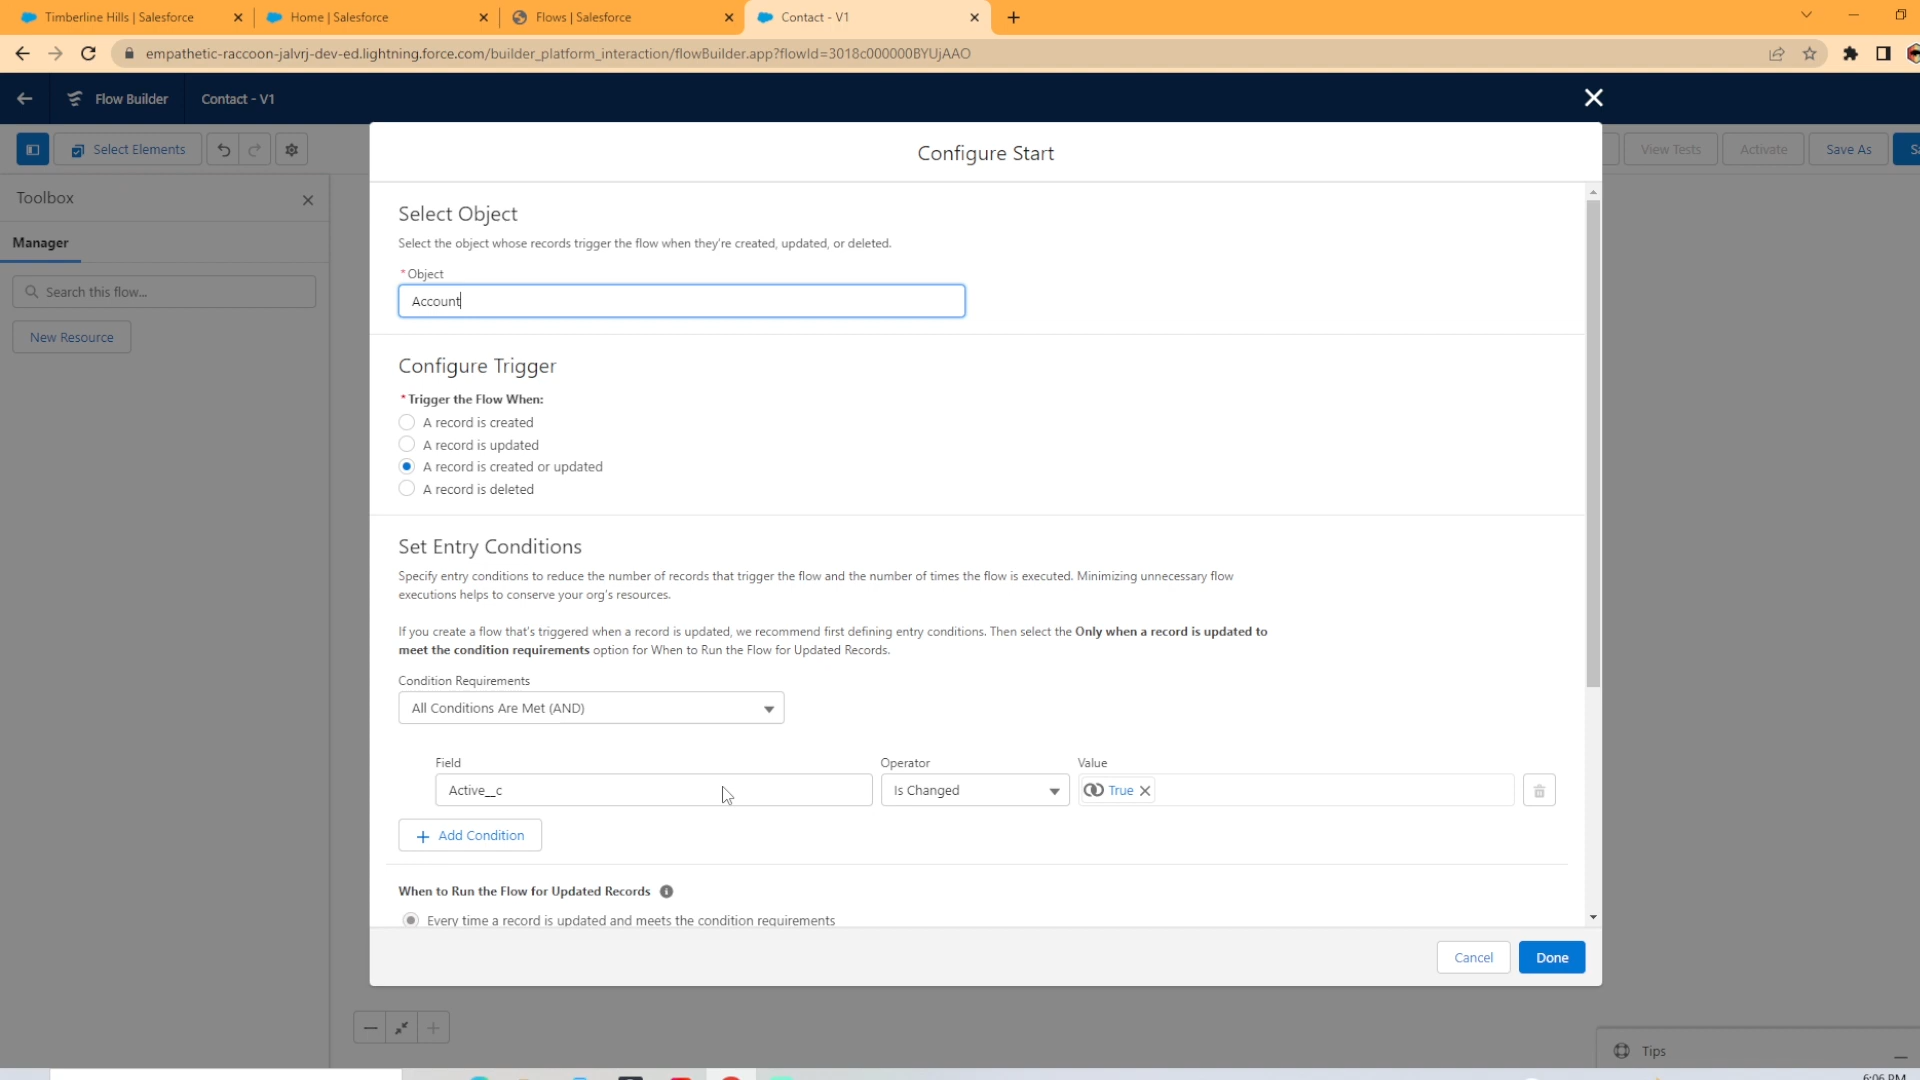 Timberline Hills | Salesforce
Home | Salesforce
Flows | Salesforce
Contact - V1
empathetic-raccoon-jalvrj-dev-ed.lightning.force.com/builder_platform_interaction/flowBuilder.app?flowId=3018c000000BYUjAAO
Flow Builder
Contact - V1
Select Elements
View Tests
Activate
Save As
Toolbox
Manager
Search this flow...
New Resource
Configure Start
Select Object
Select the object whose records trigger the flow when they're created, updated, or deleted.
*Object
Account
Configure Trigger
*Trigger the Flow When:
A record is created
A record is updated
A record is created or updated
A record is deleted
Set Entry Conditions
Specify entry conditions to reduce the number of records that trigger the flow and the number of times the flow is executed. Minimizing unnecessary flow
executions helps to conserve your org's resources.
If you create a flow that's triggered when a record is updated, we recommend first defining entry conditions. Then select the Only when a record is updated to
meet the condition requirements option for When to Run the Flow for Updated Records.
Condition Requirements
All Conditions Are Met (AND)
Field
Operator
Value
Active__c
Is Changed
True
+ Add Condition
When to Run the Flow for Updated Records
Every time a record is updated and meets the condition requirements
Cancel
Done
Tips
6:06 PM